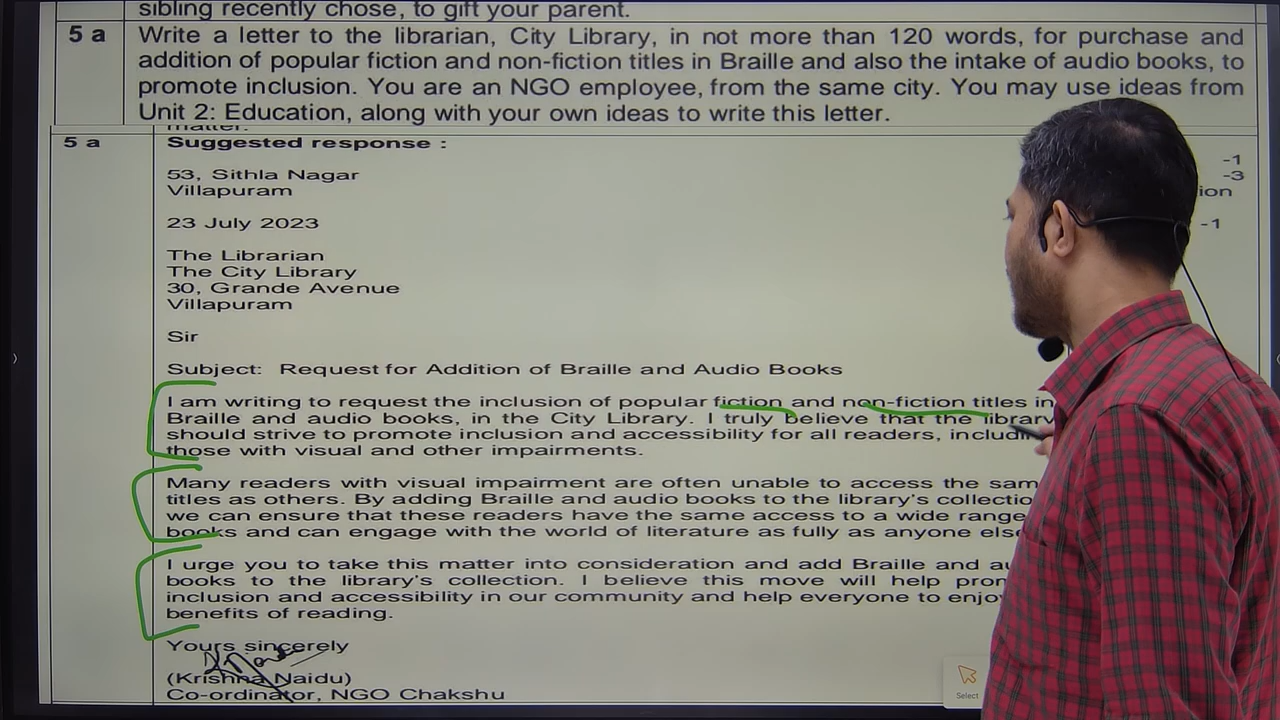 sibling recently chose, to gift your parent.
5 a Write a letter to the librarian, City Library, in not more than 120 words, for purchase and
addition of popular fiction and non-fiction titles in Braille and also the intake of audio books, to
promote inclusion. You are an NGO employee, from the same city. You may use ideas from
Unit 2: Education, along with your own ideas to write this letter.
matter.
5 a Suggested response :
-1
53, Sithla Nagar -3
Villapuram ion
23 July 2023 -1
The Librarian
The City Library
30, Grande Avenue
Villapuram
Sir
Subject: Request for Addition of Braille and Audio Books
I am writing to request the inclusion of popular fiction and non-fiction titles in
Braille and audio books, in the City Library. I truly believe that the library
should strive to promote inclusion and accessibility for all readers, includin
those with visual and other impairments.
Many readers with visual impairment are often unable to access the sam
titles as others. By adding Braille and audio books to the library's collectio
we can ensure that these readers have the same access to a wide range
books and can engage with the world of literature as fully as anyone else
I urge you to take this matter into consideration and add Braille and au
books to the library's collection. I believe this move will help prom
inclusion and accessibility in our community and help everyone to enjoy
benefits of reading.
Yours sincerely
(Krishna Naidu)
Co-ordinator, NGO Chakshu
Select